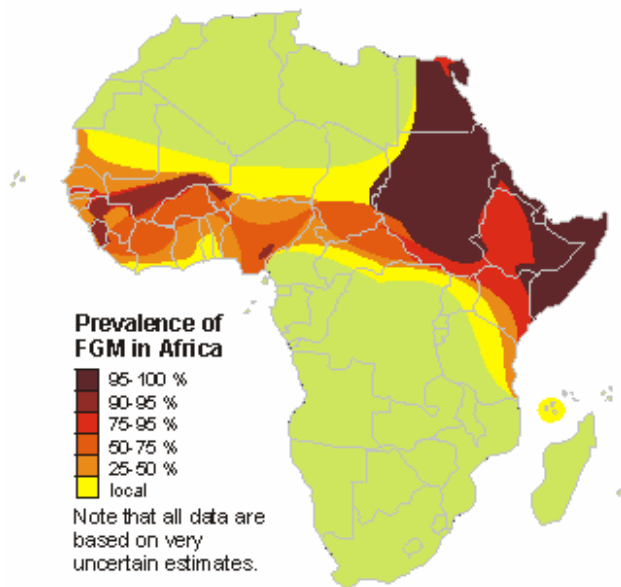 Prevalence of
FGM in Africa
95-100 %
90-95 %
75-95 %
50-75 %
25-50 %
local
Note that all data are
based on very
uncertain estimates.